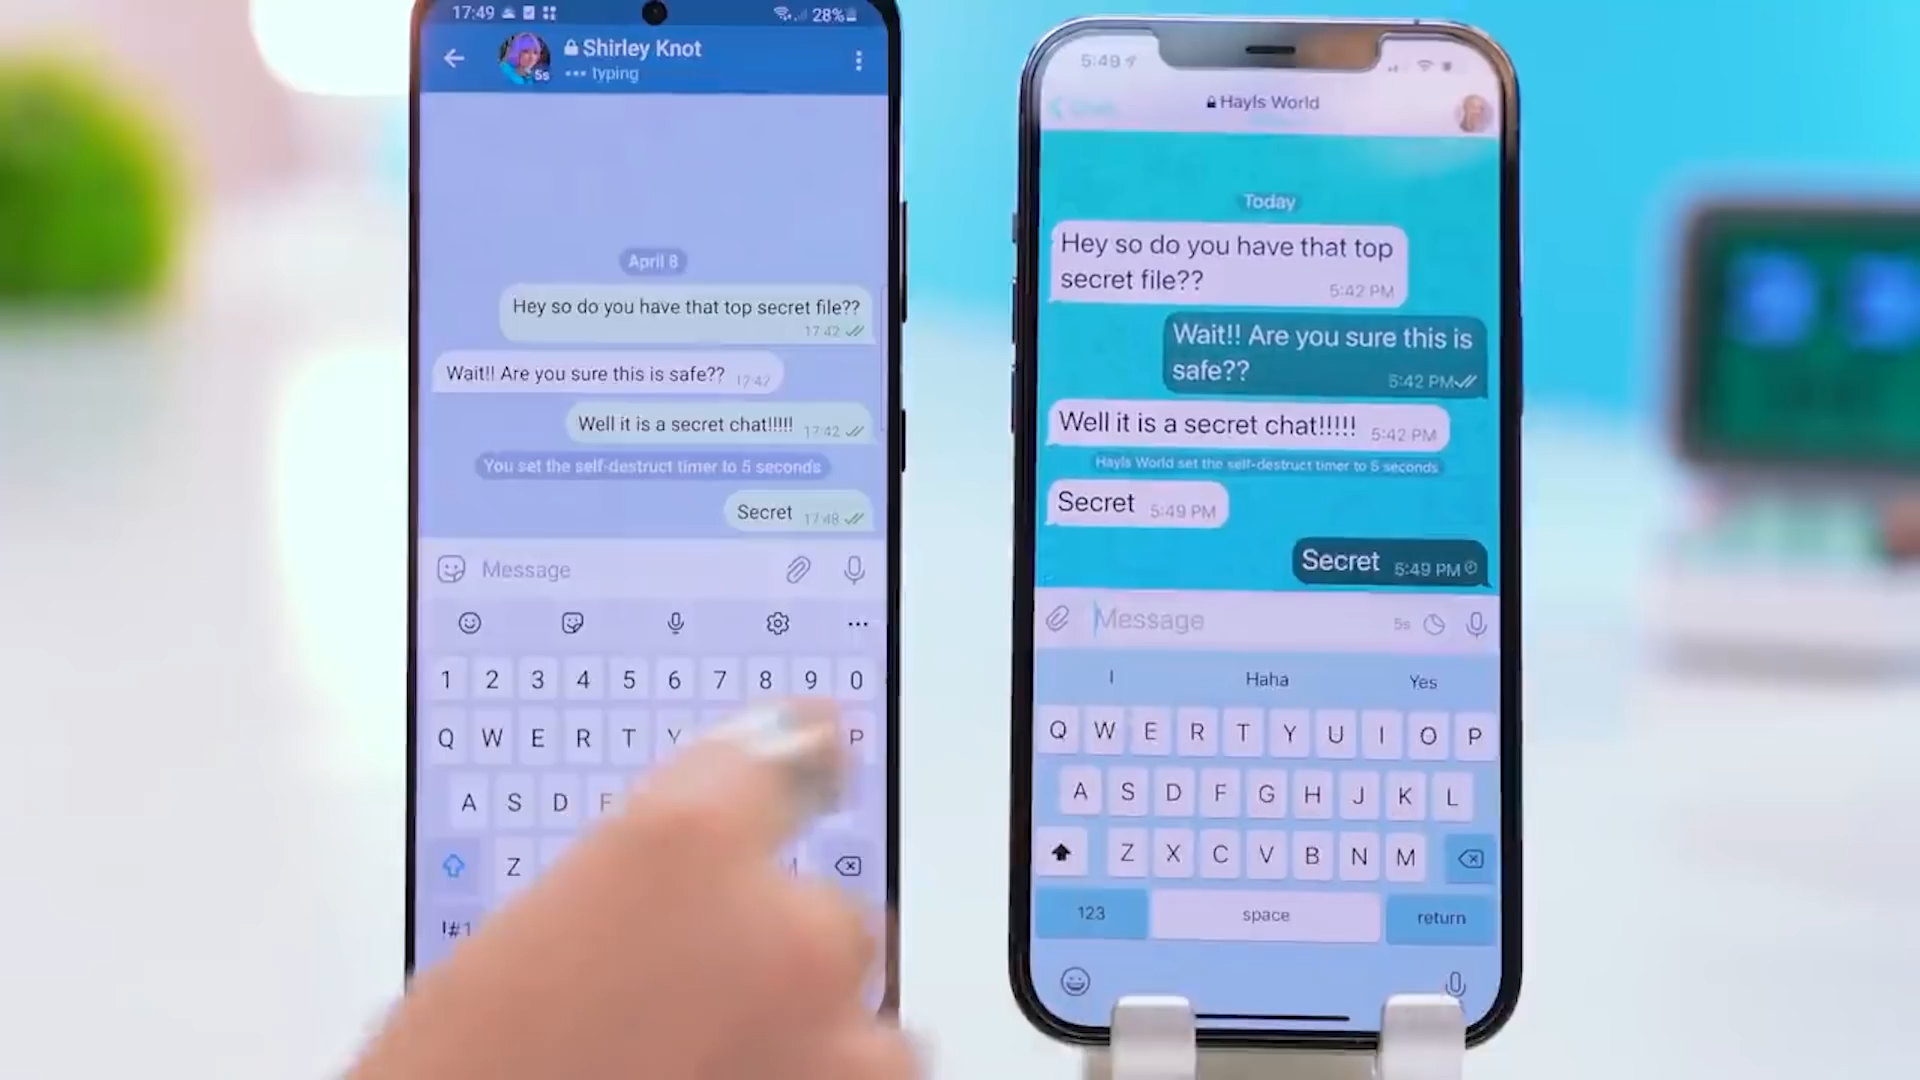 17:49
28%
Shirley Knot
5s
typing
April 8
Hey so do you have that top secret file??
17:42
Wait!! Are you sure this is safe??
17:42
Well it is a secret chat!!!!!
17:42
You set the self-destruct timer to 5 seconds
Secret
17:48
Message
1 2 3 4 5 6 7 8 9 0
Q W E R T Y P
A S D F
Z M
!#1
5:49
Hayls World
Today
Hey so do you have that top
secret file??
5:42 PM
Wait!! Are you sure this is
safe??
5:42 PM
Well it is a secret chat!!!!!
5:42 PM
Hayls World set the self-destruct timer to 5 seconds
Secret
5:49 PM
Secret
5:49 PM
Message
5s
I Haha Yes
Q W E R T Y U I O P
A S D F G H J K L
Z X C V B N M
123 space return